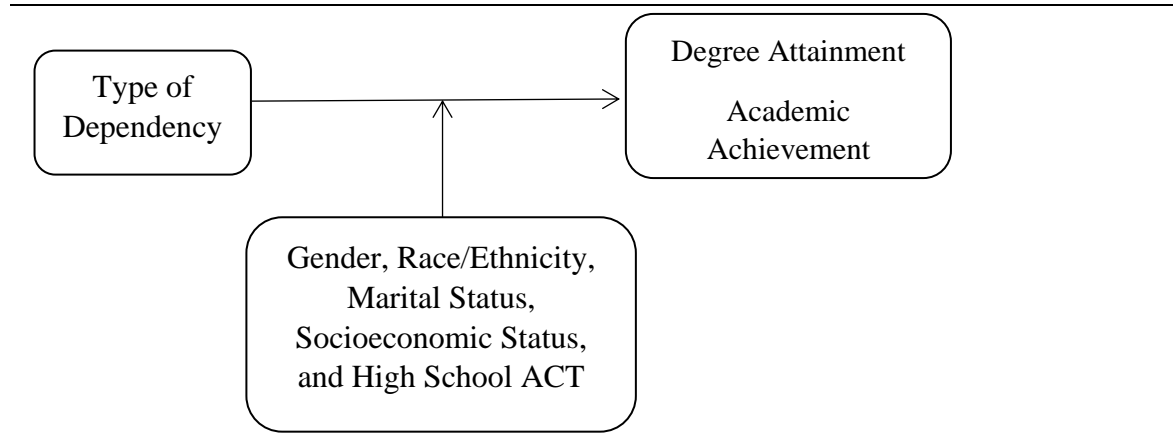 Type of
Dependency
Degree Attainment
Academic
Achievement
Gender, Race/Ethnicity,
Marital Status,
Socioeconomic Status,
and High School ACT